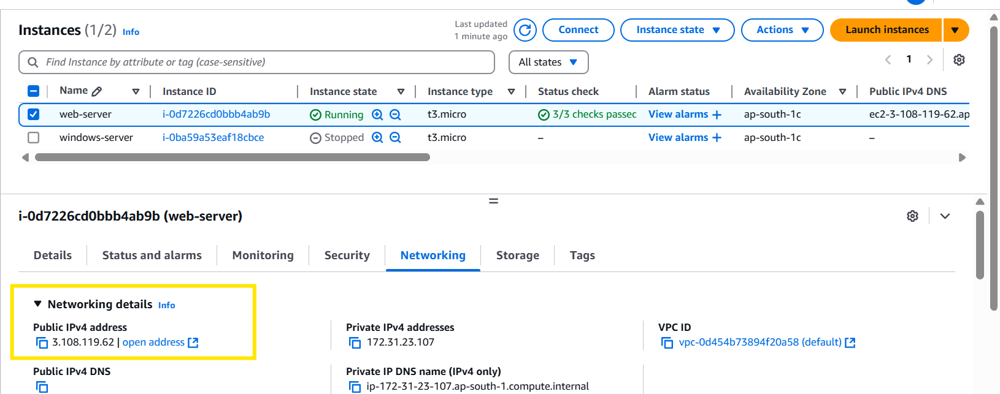 Instances (1/2) Info
Last updated
1 minute ago
Connect
Instance state
Actions
Launch instances
Find Instance by attribute or tag (case-sensitive)
All states
1
Name Instance ID Instance state Instance type Status check Alarm status Availability Zone Public IPv4 DNS
web-server i-0d7226cd0bbb4ab9b Running t3.micro 3/3 checks passec View alarms + ap-south-1c ec2-3-108-119-62.ap
windows-server i-0ba59a53eaf18cbce Stopped t3.micro – View alarms + ap-south-1c –
i-0d7226cd0bbb4ab9b (web-server)
Details Status and alarms Monitoring Security Networking Storage Tags
Networking details Info
Public IPv4 address Private IPv4 addresses VPC ID
3.108.119.62 | open address 172.31.23.107 vpc-0d454b73894f20a58 (default)
Public IPv4 DNS Private IP DNS name (IPv4 only)
ip-172-31-23-107.ap-south-1.compute.internal